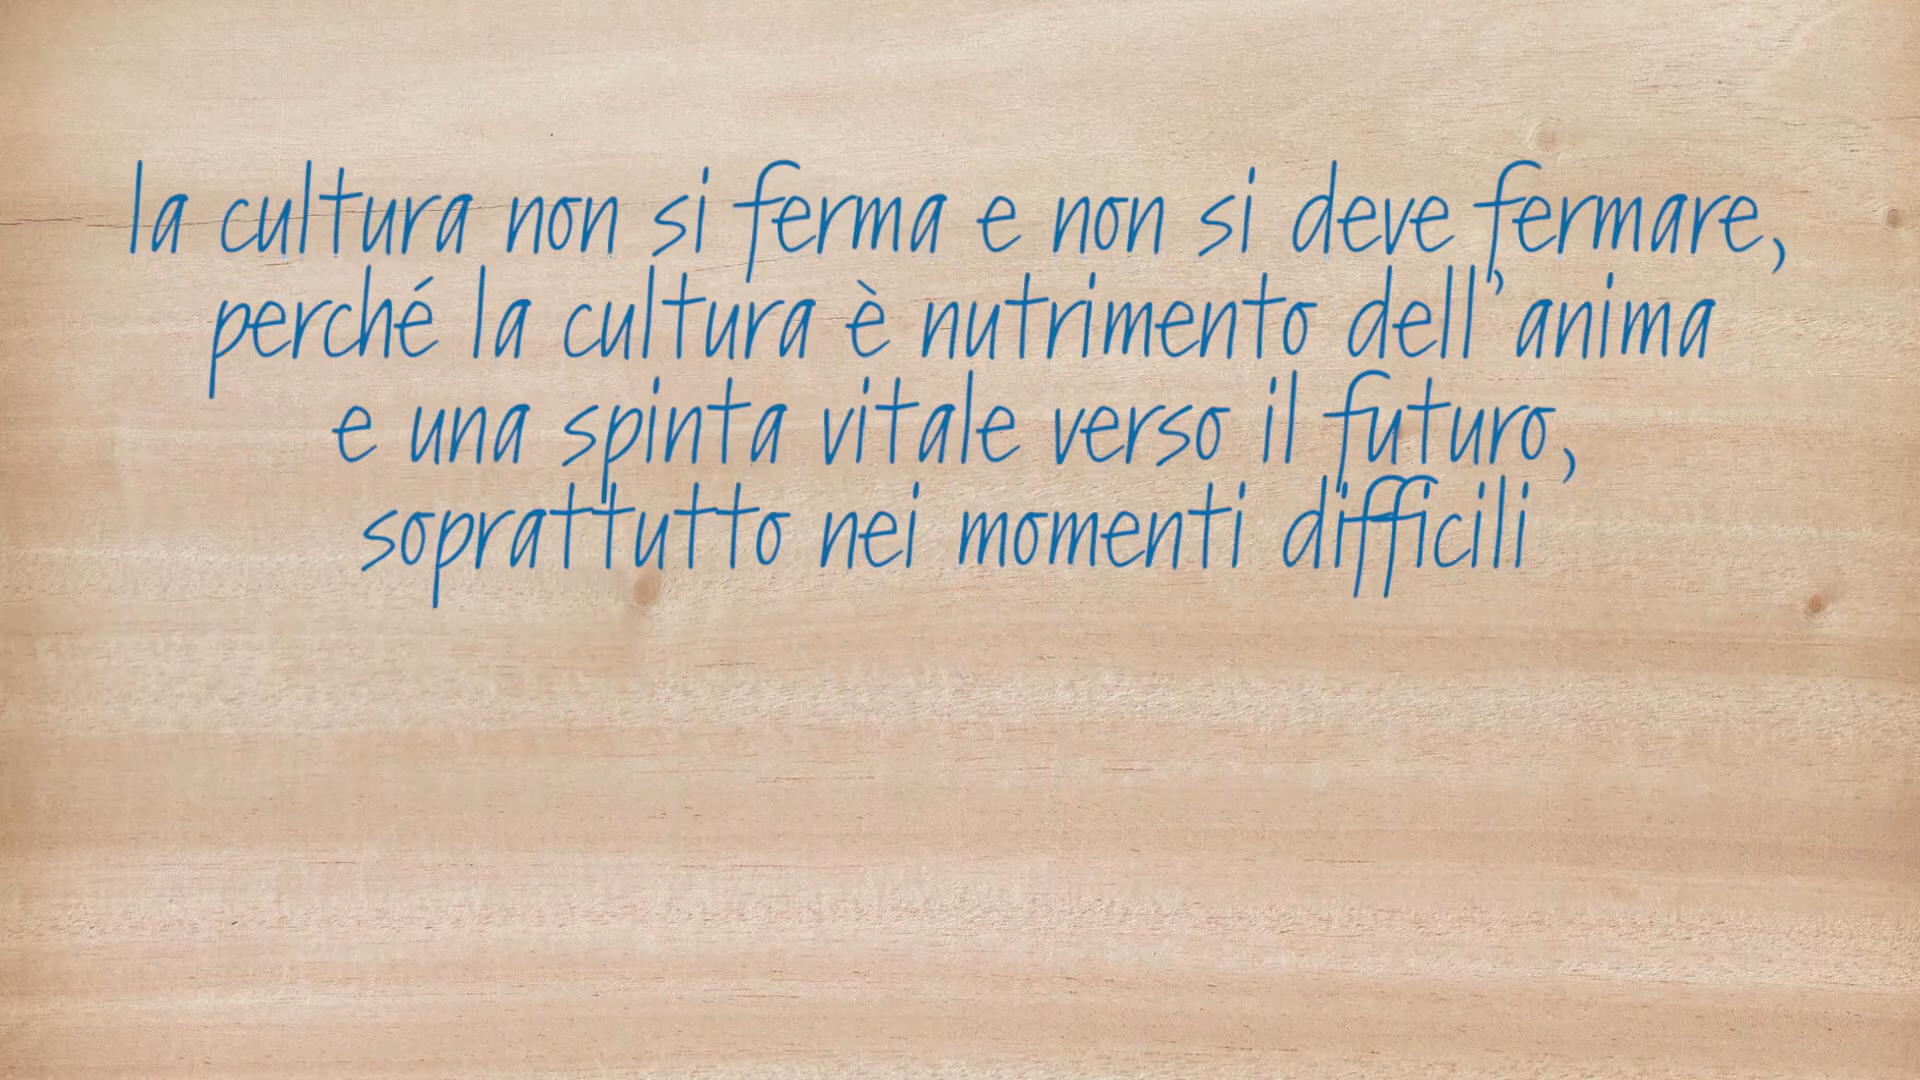 la cultura non si ferma e non si deve fermare,
perché la cultura è nutrimento dell'anima
e una spinta vitale verso il futuro,
soprattutto nei momenti difficili